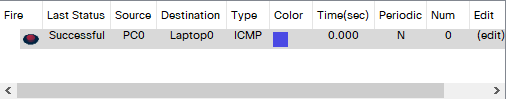 Fire Last Status Source Destination Type Color Time(sec) Periodic Num Edit
Successful PC0 Laptop0 ICMP 0.000 N 0 (edit)